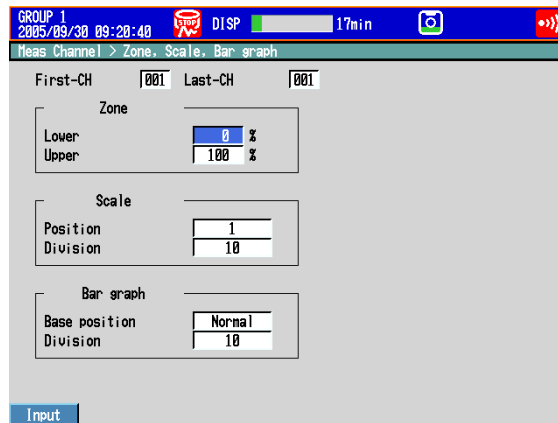 GROUP 1
2005/09/30 09:20:40
STOP
DISP
17min
Meas Channel > Zone, Scale, Bar graph
First-CH 001 Last-CH 001
Zone
Lower 0 %
Upper 100 %
Scale
Position 1
Division 10
Bar graph
Base position Normal
Division 10
Input